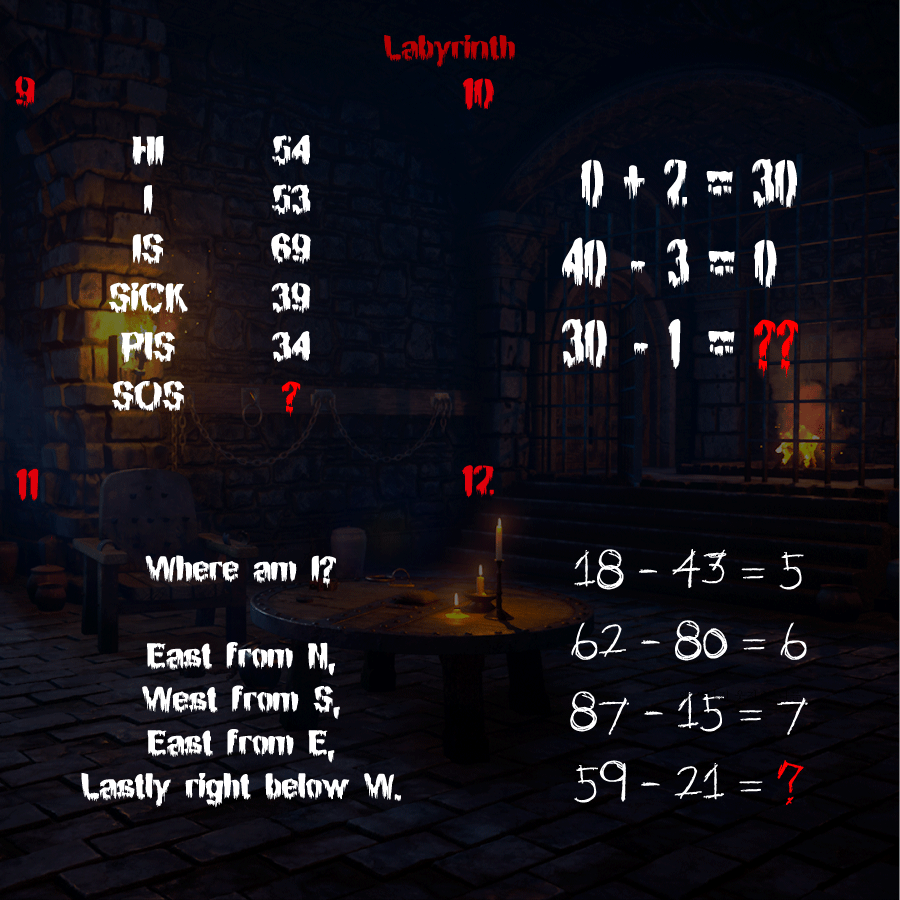 Labyrinth
9
HI 54
I 53
IS 69
SiCK 39
PIS 34
SOS ?
10
0 + 2 = 30
40 - 3 = 0
30 - 1 = ??
11
Where am I?
East from N,
West from S,
East from E,
Lastly right below W.
12.
18 - 43 = 5
62 - 80 = 6
87 - 15 = 7
59 - 21 = ?